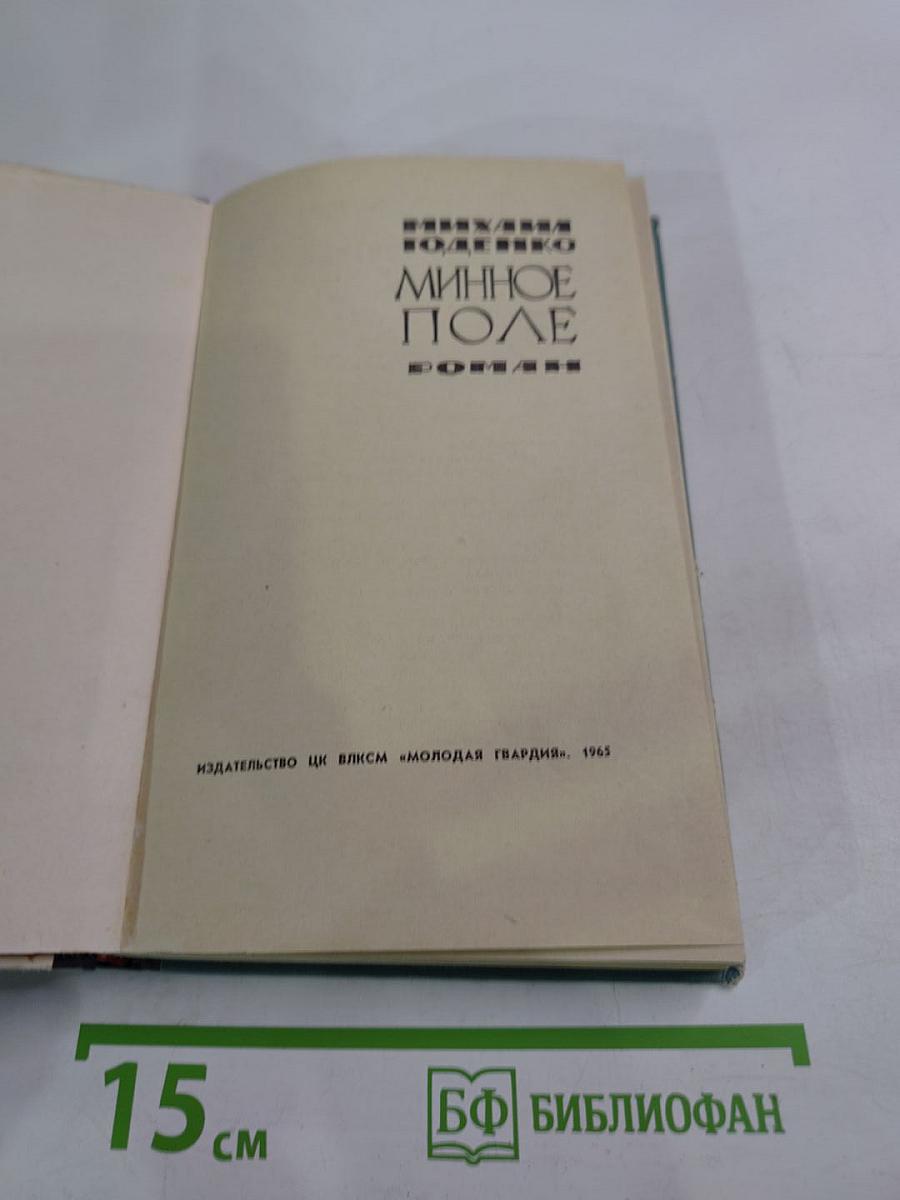 МИХАИЛ
ЮДЕНКО
МИННОЕ
ПОЛЕ
РОМАН
ИЗДАТЕЛЬСТВО ЦК ВЛКСМ «МОЛОДАЯ ГВАРДИЯ». 1965
15 см
БФ БИБЛИОФАН